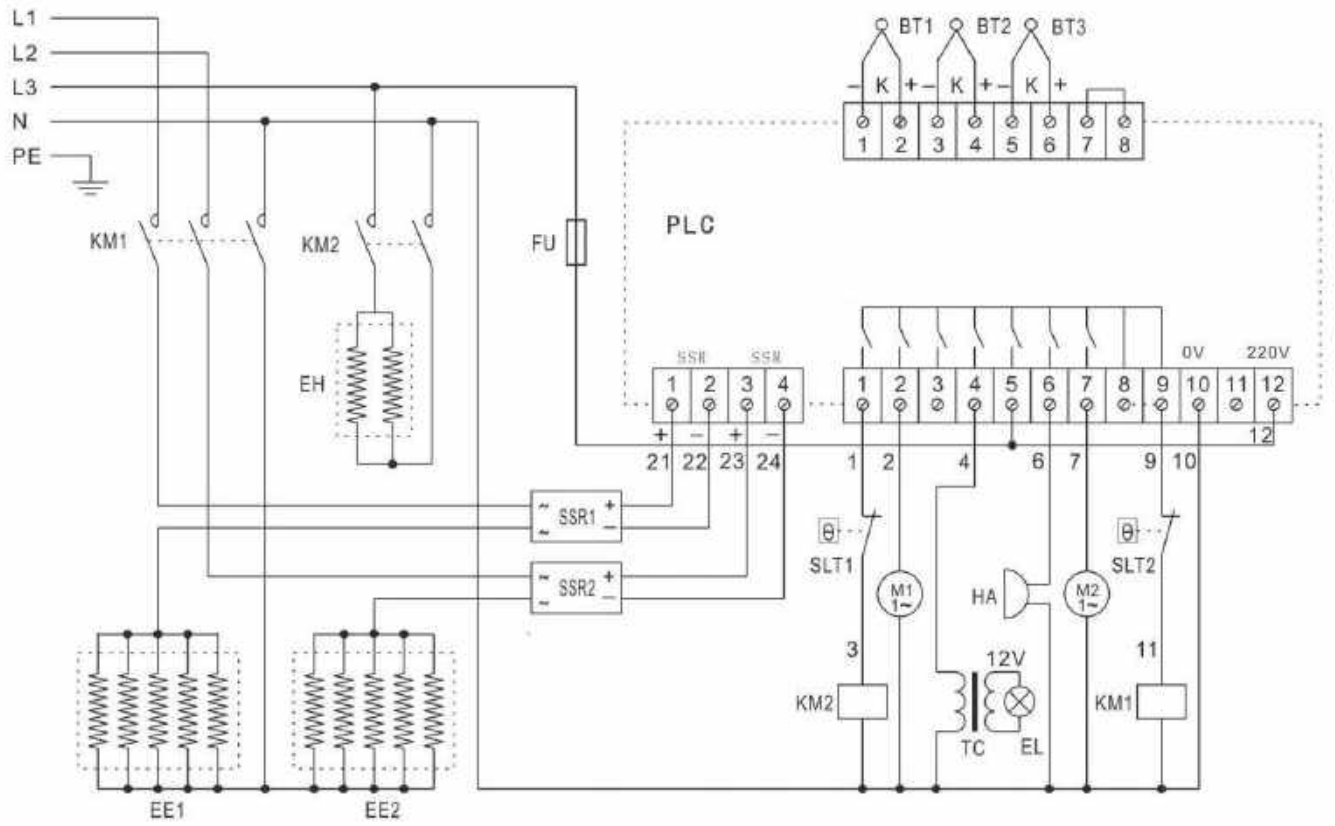 L1
L2
L3
N
PE
BT1 BT2 BT3
− K + − K + − K +
1 2 3 4 5 6 7 8
KM1
KM2
FU
PLC
EH
SSR SSR
0V 220V
1 2 3 4
1 2 3 4 5 6 7 8 9 10 11 12
+ − + −
12
21 22 23 24
1 2 4 6 7 9 10
~ SSR1 +
~ −
θ
SLT1
θ
SLT2
~ SSR2 +
~ −
M1
1~
HA
M2
1~
3
12V
11
KM2
KM1
TC
EL
EE1
EE2